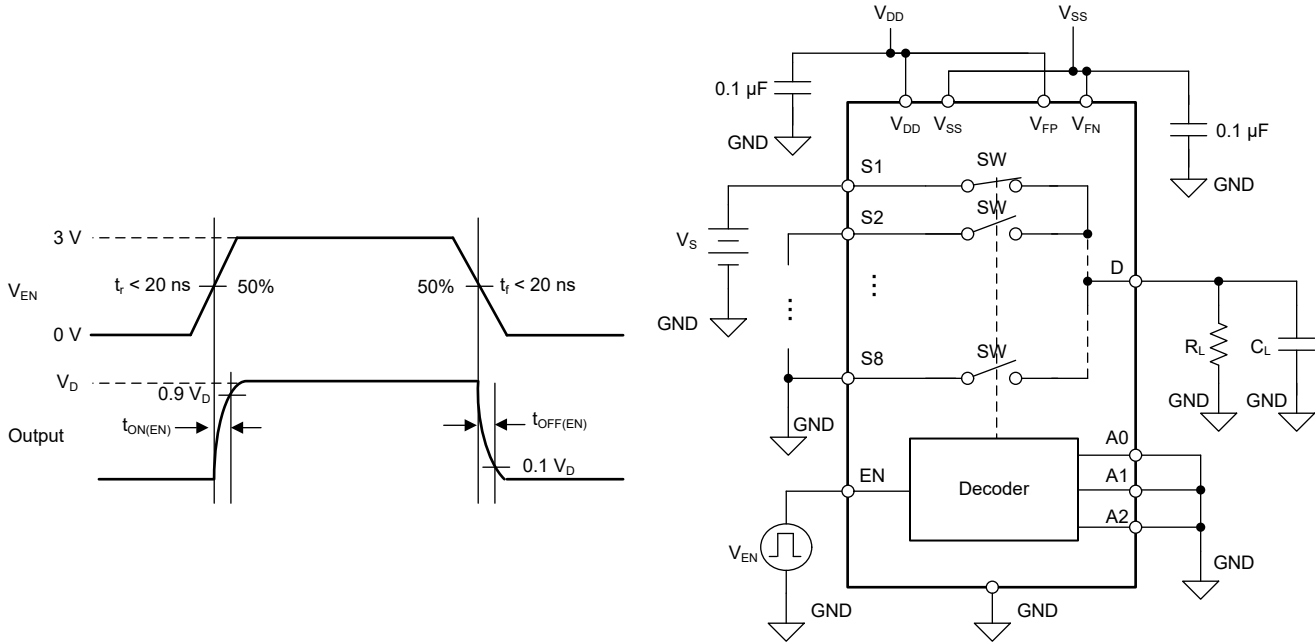 3 V
V_EN
t_r < 20 ns
50%
50%
t_f < 20 ns
0 V
V_D
0.9 V_D
Output
t_ON(EN)
t_OFF(EN)
0.1 V_D
V_DD
V_SS
0.1 µF
GND
V_DD
V_SS
V_FP
V_FN
0.1 µF
GND
S1
SW
S2
SW
V_S
GND
...
...
D
S8
SW
R_L
C_L
GND
GND
GND
EN
Decoder
A0
A1
A2
V_EN
GND
GND
GND